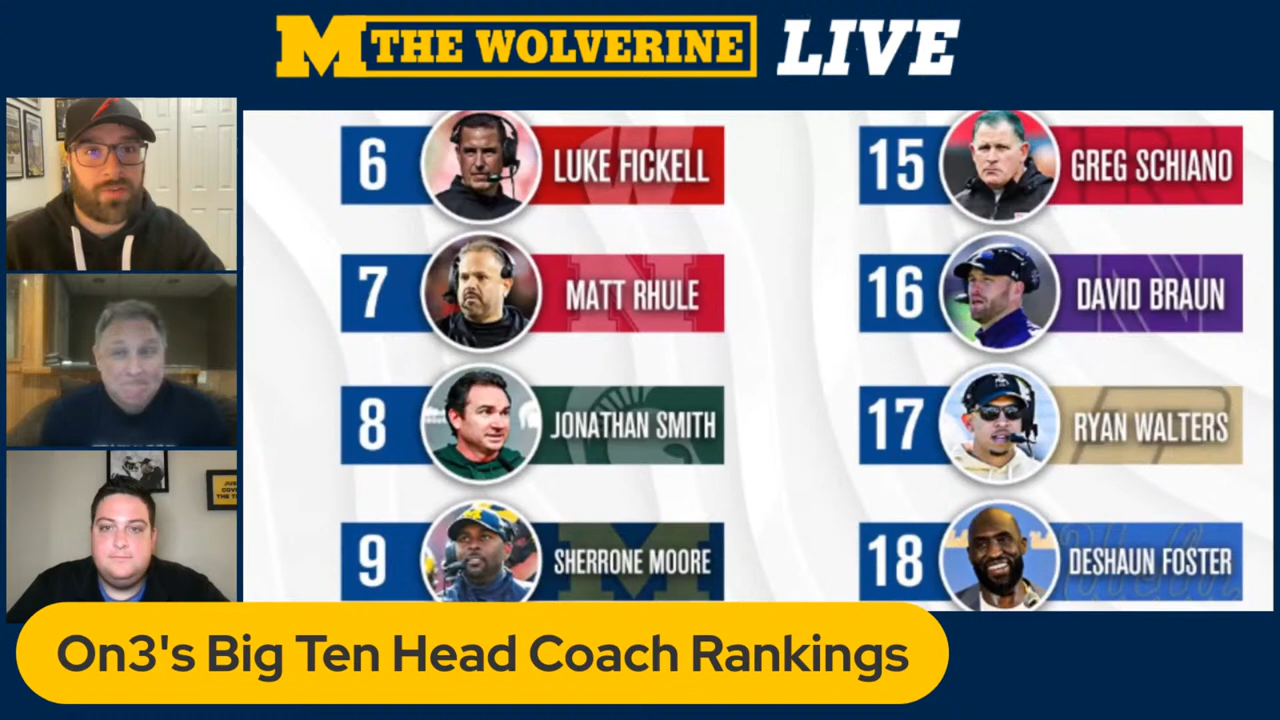 M THE WOLVERINE LIVE
6 LUKE FICKELL
7 MATT RHULE
8 JONATHAN SMITH
9 SHERRONE MOORE
15 GREG SCHIANO
16 DAVID BRAUN
17 RYAN WALTERS
18 DESHAUN FOSTER
On3's Big Ten Head Coach Rankings